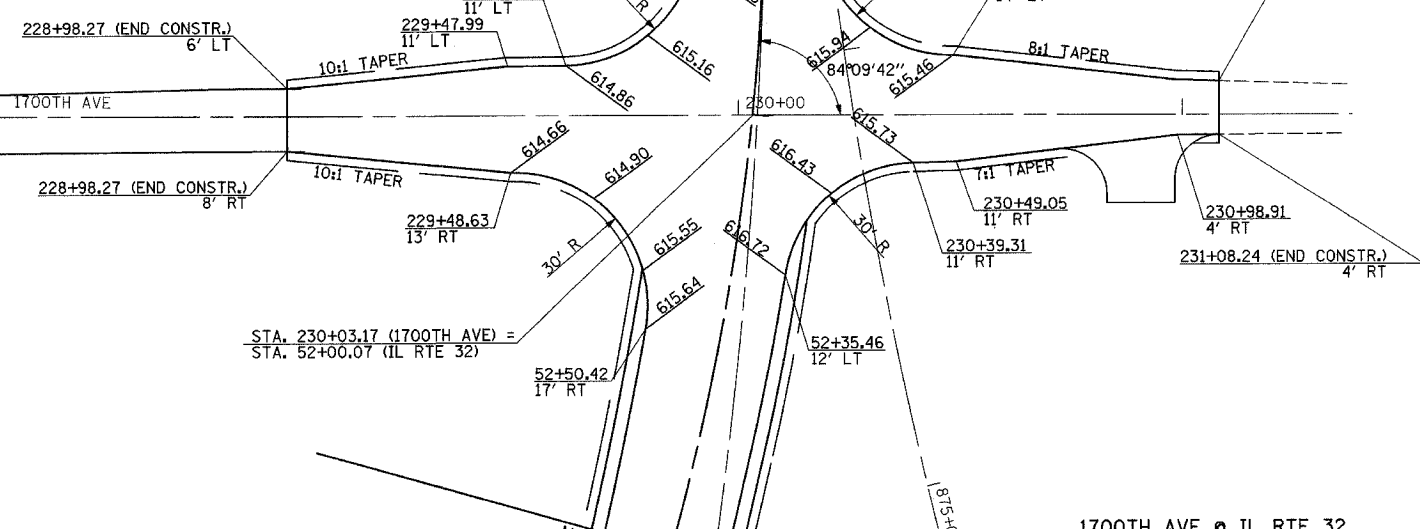 11' LT
228+98.27 (END CONSTR.)
6' LT
229+47.99
11' LT
R
10:1 TAPER
615.16
614.86
615.94
84°09'42"
615.46
8:1 TAPER
1700TH AVE
230+00
614.66
615.73
614.90
616.43
10:1 TAPER
7:1 TAPER
228+98.27 (END CONSTR.)
8' RT
229+48.63
13' RT
230+49.05
11' RT
230+98.91
4' RT
30' R
615.55
616.72
30' R
230+39.31
11' RT
231+08.24 (END CONSTR.)
4' RT
615.64
STA. 230+03.17 (1700TH AVE) =
STA. 52+00.07 (IL RTE 32)
52+35.46
12' LT
52+50.42
17' RT
1700TH AVE @ IL RTE 32